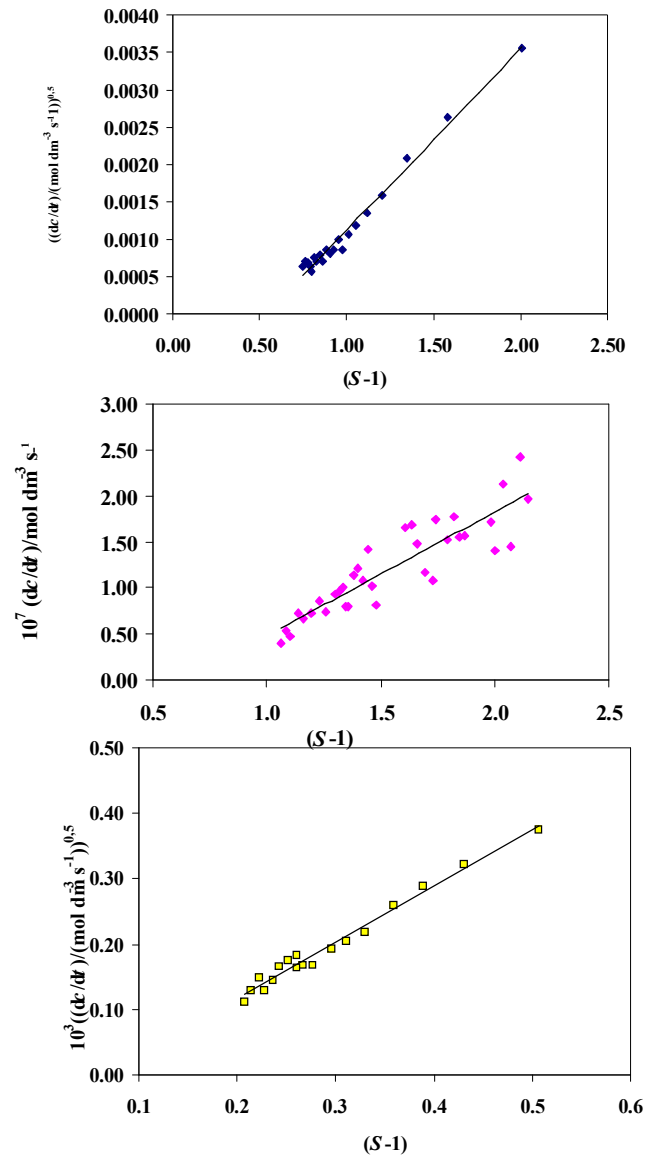 0.0040
0.0035
0.0030
0.0025
0.0020
0.0015
0.0010
0.0005
0.0000
((dc/dt)/(mol dm⁻³ s⁻¹1))⁰·⁵
0.00 0.50 1.00 1.50 2.00 2.50
(S-1)
3.00
2.50
2.00
1.50
1.00
0.50
0.00
10⁷ (dc/dt)/mol dm⁻³ s⁻¹
0.5 1.0 1.5 2.0 2.5
(S-1)
0.50
0.40
0.30
0.20
0.10
0.00
10³((dc/dt)/(mol dm⁻³ s⁻¹))⁰,⁵
0.1 0.2 0.3 0.4 0.5 0.6
(S-1)